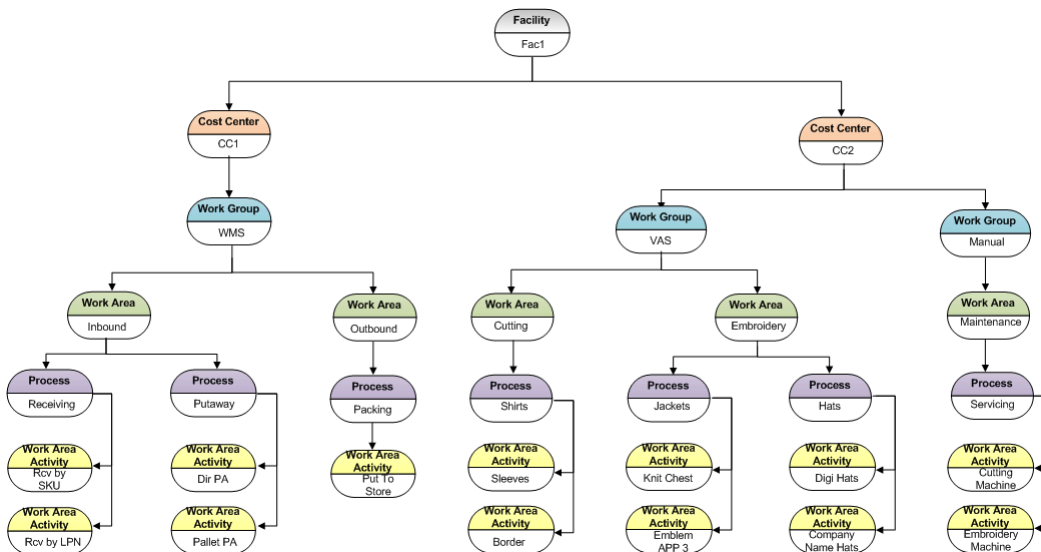 Facility
Fac1
Cost Center
CC1
Cost Center
CC2
Work Group
WMS
Work Group
VAS
Work Group
Manual
Work Area
Inbound
Work Area
Outbound
Work Area
Cutting
Work Area
Embroidery
Work Area
Maintenance
Process
Receiving
Process
Putaway
Process
Packing
Process
Shirts
Process
Jackets
Process
Hats
Process
Servicing
Work Area
Activity
Rcv by
SKU
Work Area
Activity
Dir PA
Work Area
Activity
Put To
Store
Work Area
Activity
Sleeves
Work Area
Activity
Knit Chest
Work Area
Activity
Digi Hats
Work Area
Activity
Cutting
Machine
Work Area
Activity
Rcv by LPN
Work Area
Activity
Pallet PA
Work Area
Activity
Border
Work Area
Activity
Emblem
APP 3
Work Area
Activity
Company
Name Hats
Work Area
Activity
Embroidery
Machine